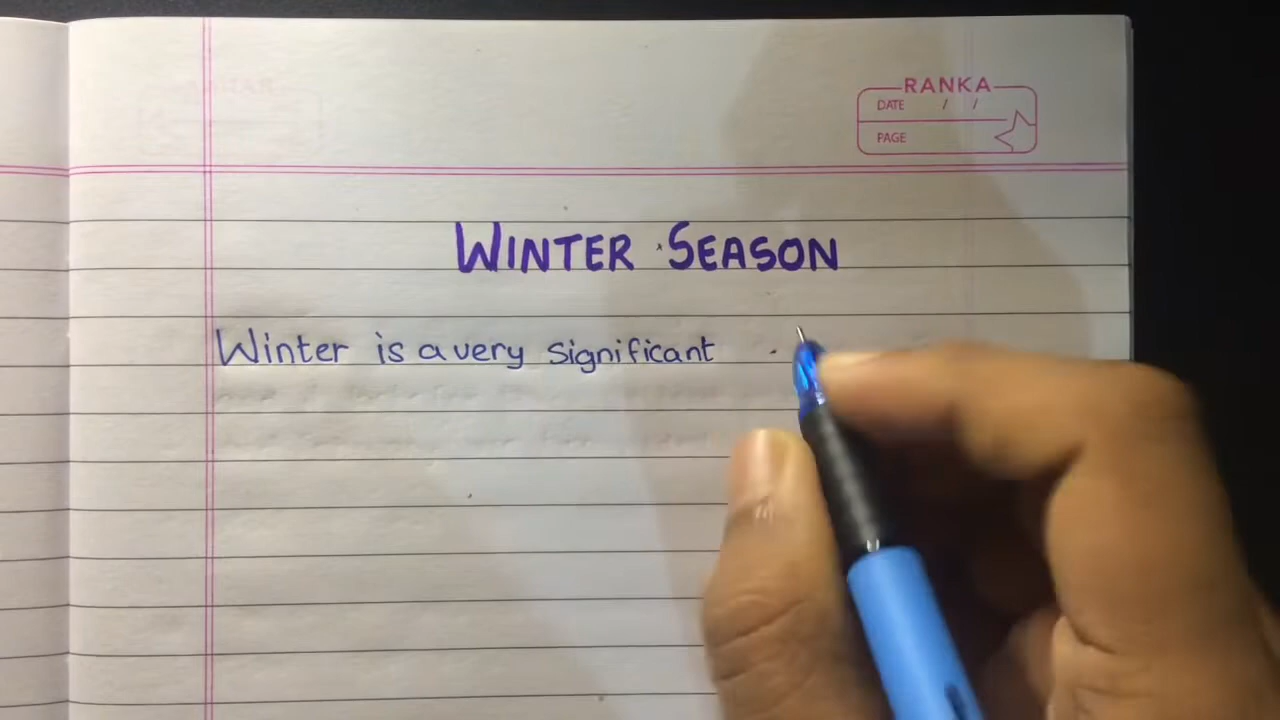 RANKA
DATE / /
PAGE
WINTER SEASON
Winter is a very significant